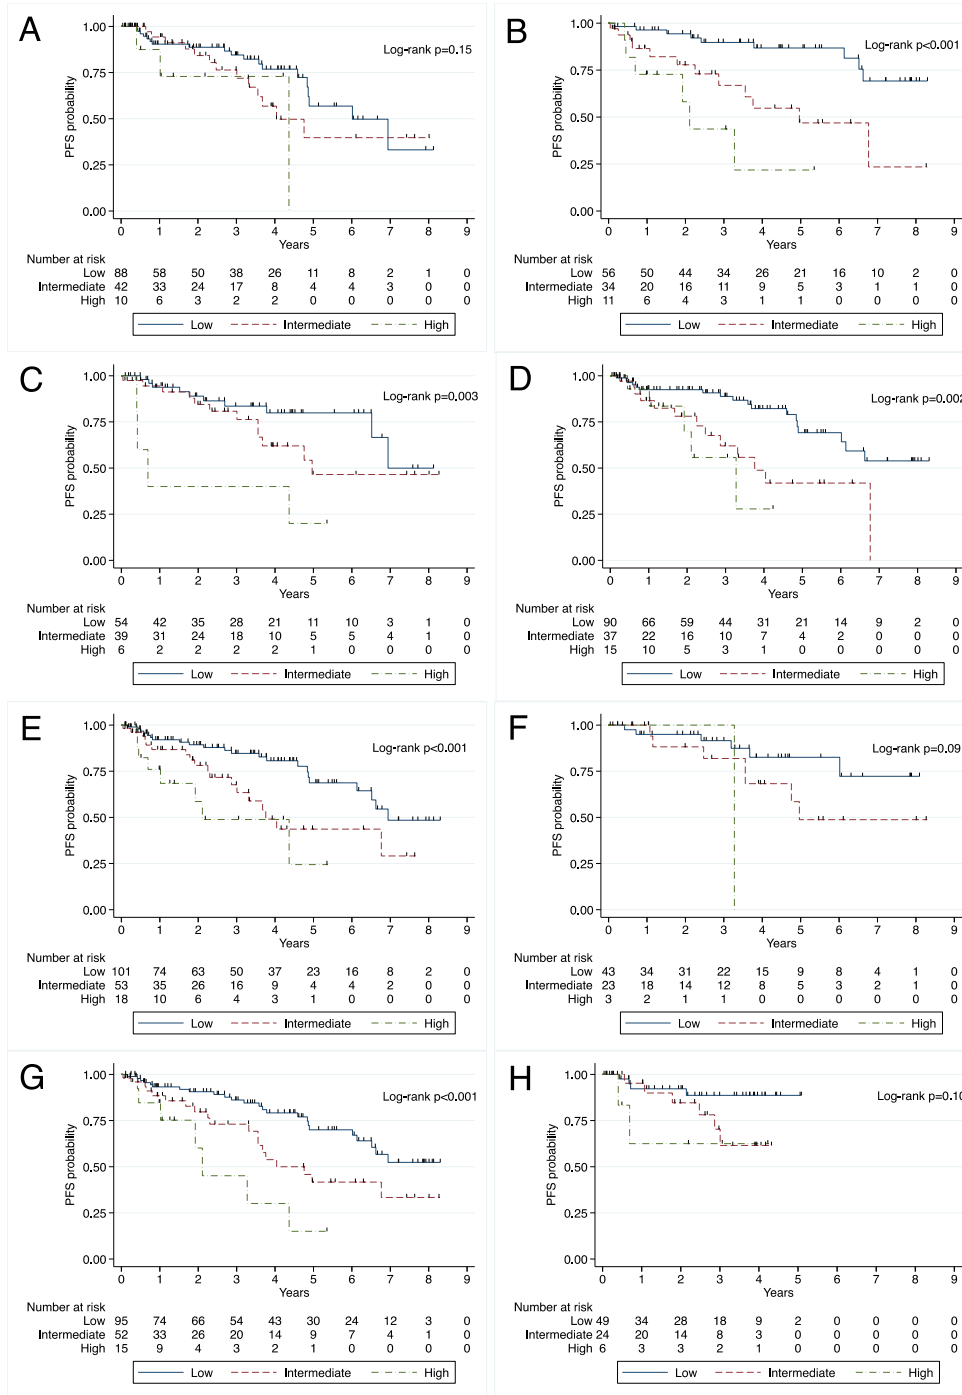 A
Log-rank p=0.15
PFS probability
1.00
0.75
0.50
0.25
0.00
0 1 2 3 4 5 6 7 8 9
Years
Number at risk
Low 88 58 50 38 26 11 8 2 1 0
Intermediate 42 33 24 17 8 4 4 3 0 0
High 10 6 3 2 2 0 0 0 0 0
Low Intermediate High
B
Log-rank p<0.001
PFS probability
1.00
0.75
0.50
0.25
0.00
0 1 2 3 4 5 6 7 8 9
Years
Number at risk
Low 56 50 44 34 26 21 16 10 2 0
Intermediate 34 20 16 11 9 5 3 1 1 0
High 11 6 4 3 1 1 0 0 0 0
Low Intermediate High
C
Log-rank p=0.003
PFS probability
1.00
0.75
0.50
0.25
0.00
0 1 2 3 4 5 6 7 8 9
Years
Number at risk
Low 54 42 35 28 21 11 10 3 1 0
Intermediate 39 31 24 18 10 5 5 4 1 0
High 6 2 2 2 2 1 0 0 0 0
Low Intermediate High
D
Log-rank p=0.002
PFS probability
1.00
0.75
0.50
0.25
0.00
0 1 2 3 4 5 6 7 8 9
Years
Number at risk
Low 90 66 59 44 31 21 14 9 2 0
Intermediate 37 22 16 10 7 4 2 0 0 0
High 15 10 5 3 1 0 0 0 0 0
Low Intermediate High
E
Log-rank p<0.001
PFS probability
1.00
0.75
0.50
0.25
0.00
0 1 2 3 4 5 6 7 8 9
Years
Number at risk
Low 101 74 63 50 37 23 16 8 2 0
Intermediate 53 35 26 16 9 4 4 2 0 0
High 18 10 6 4 3 1 0 0 0 0
Low Intermediate High
F
Log-rank p=0.09
PFS probability
1.00
0.75
0.50
0.25
0.00
0 1 2 3 4 5 6 7 8 9
Years
Number at risk
Low 43 34 31 22 15 9 8 4 1 0
Intermediate 23 18 14 12 8 5 3 2 1 0
High 3 2 1 1 0 0 0 0 0 0
Low Intermediate High
G
Log-rank p<0.001
PFS probability
1.00
0.75
0.50
0.25
0.00
0 1 2 3 4 5 6 7 8 9
Years
Number at risk
Low 95 74 66 54 43 30 24 12 3 0
Intermediate 52 33 26 20 14 9 7 4 1 0
High 15 9 4 3 2 1 0 0 0 0
Low Intermediate High
H
Log-rank p=0.10
PFS probability
1.00
0.75
0.50
0.25
0.00
0 1 2 3 4 5 6 7 8 9
Years
Number at risk
Low 49 34 28 18 9 2 0 0 0 0
Intermediate 24 20 14 8 3 0 0 0 0 0
High 6 3 3 2 1 0 0 0 0 0
Low Intermediate High